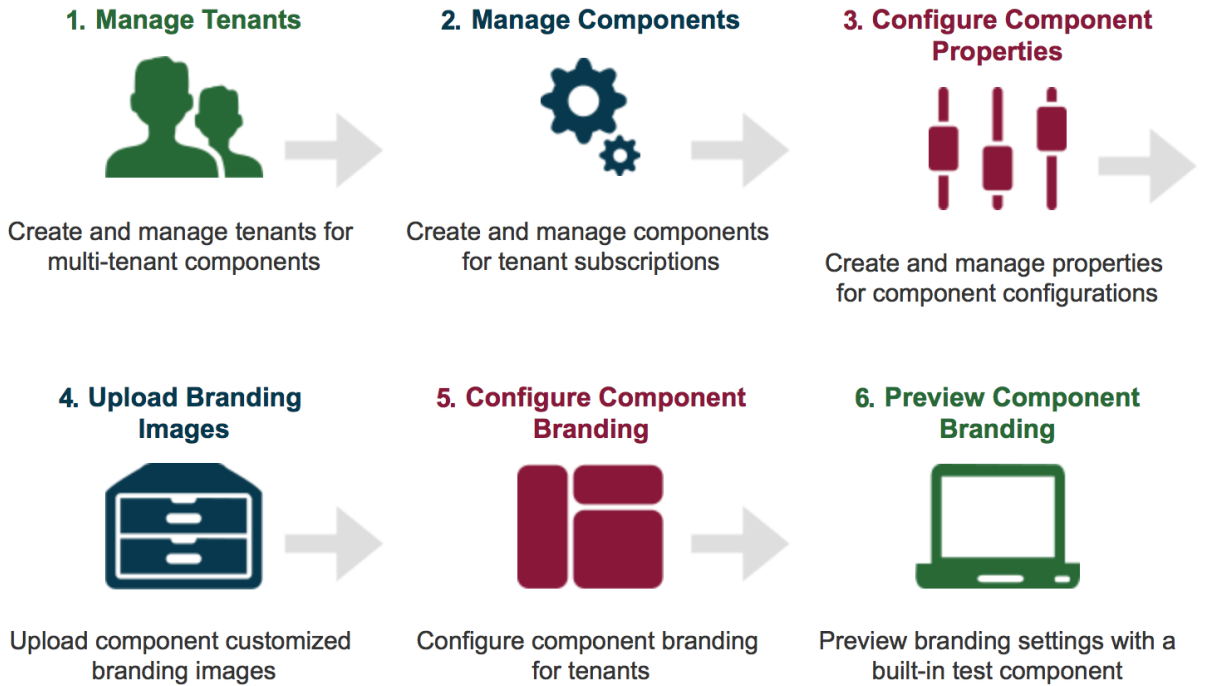 1. Manage Tenants
Create and manage tenants for
multi-tenant components
2. Manage Components
Create and manage components
for tenant subscriptions
3. Configure Component
Properties
Create and manage properties
for component configurations
4. Upload Branding
Images
Upload component customized
branding images
5. Configure Component
Branding
Configure component branding
for tenants
6. Preview Component
Branding
Preview branding settings with a
built-in test component